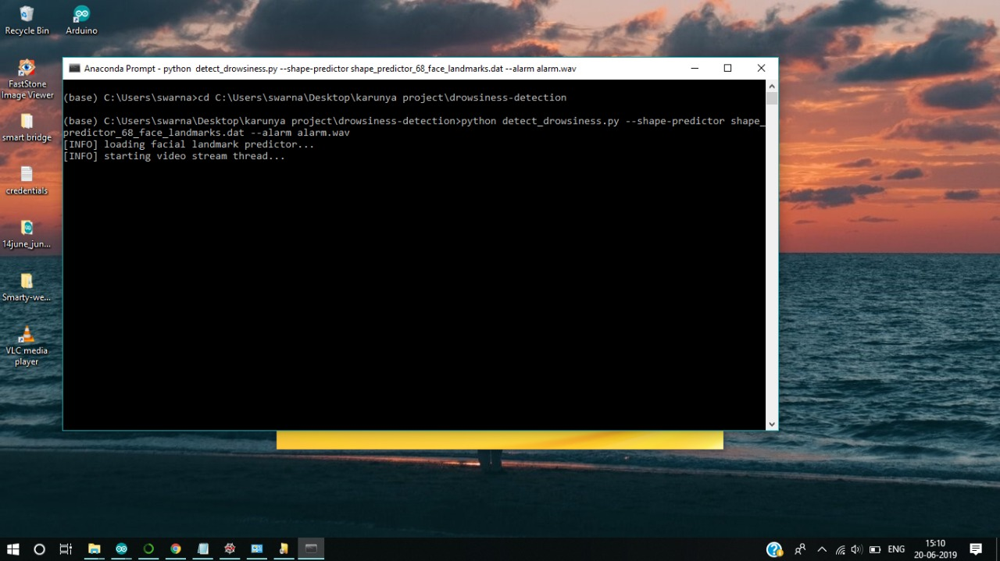 Recycle Bin
Arduino
FastStone
Image Viewer
smart bridge
credentials
14june_jun...
Smarty-we...
VLC media
player
Anaconda Prompt - python  detect_drowsiness.py --shape-predictor shape_predictor_68_face_landmarks.dat --alarm alarm.wav
(base) C:\Users\swarna>cd C:\Users\swarna\Desktop\karunya project\drowsiness-detection
(base) C:\Users\swarna\Desktop\karunya project\drowsiness-detection>python detect_drowsiness.py --shape-predictor shape_
predictor_68_face_landmarks.dat --alarm alarm.wav
[INFO] loading facial landmark predictor...
[INFO] starting video stream thread...
ENG
15:10
20-06-2019